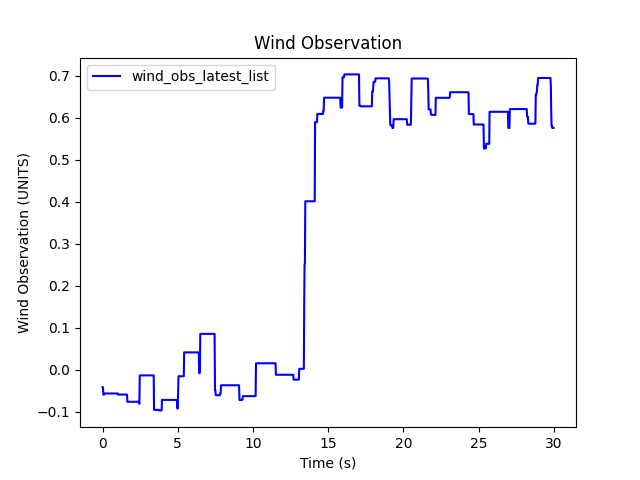 Wind Observation
wind_obs_latest_list
Wind Observation (UNITS)
0.7
0.6
0.5
0.4
0.3
0.2
0.1
0.0
−0.1
0 5 10 15 20 25 30
Time (s)